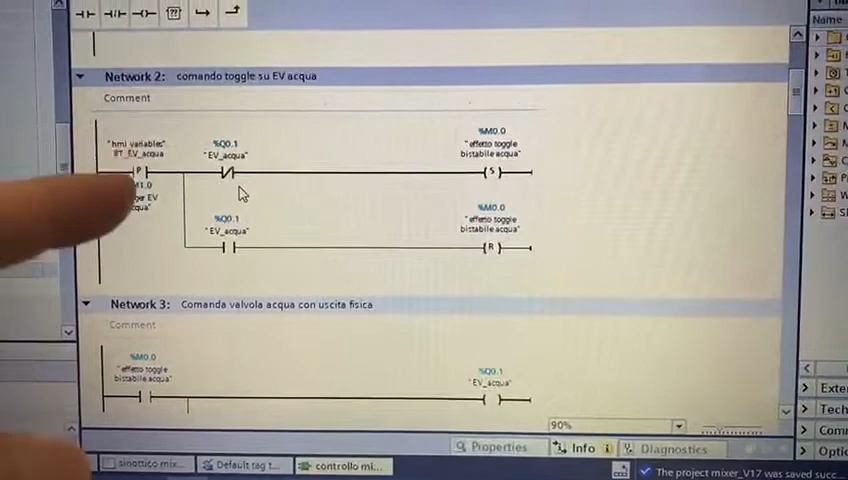 Name
Network 2: comando toggle su EV acqua
Comment
"hmi variables"
BT_EV_acqua
%Q0.1
"EV_acqua"
%M0.0
"effetto toggle
bistabile acqua"
P
S
%Q0.1
"EV_acqua"
%M0.0
"effetto toggle
bistabile acqua"
R
Network 3: Comanda valvola acqua con uscita fisica
Comment
%M0.0
"effetto toggle
bistabile acqua"
%Q0.1
"EV_acqua"
90%
Properties
Info
Diagnostics
sinottico mix...
Default tag t...
controllo mi...
The project mixer_V17 was saved succ